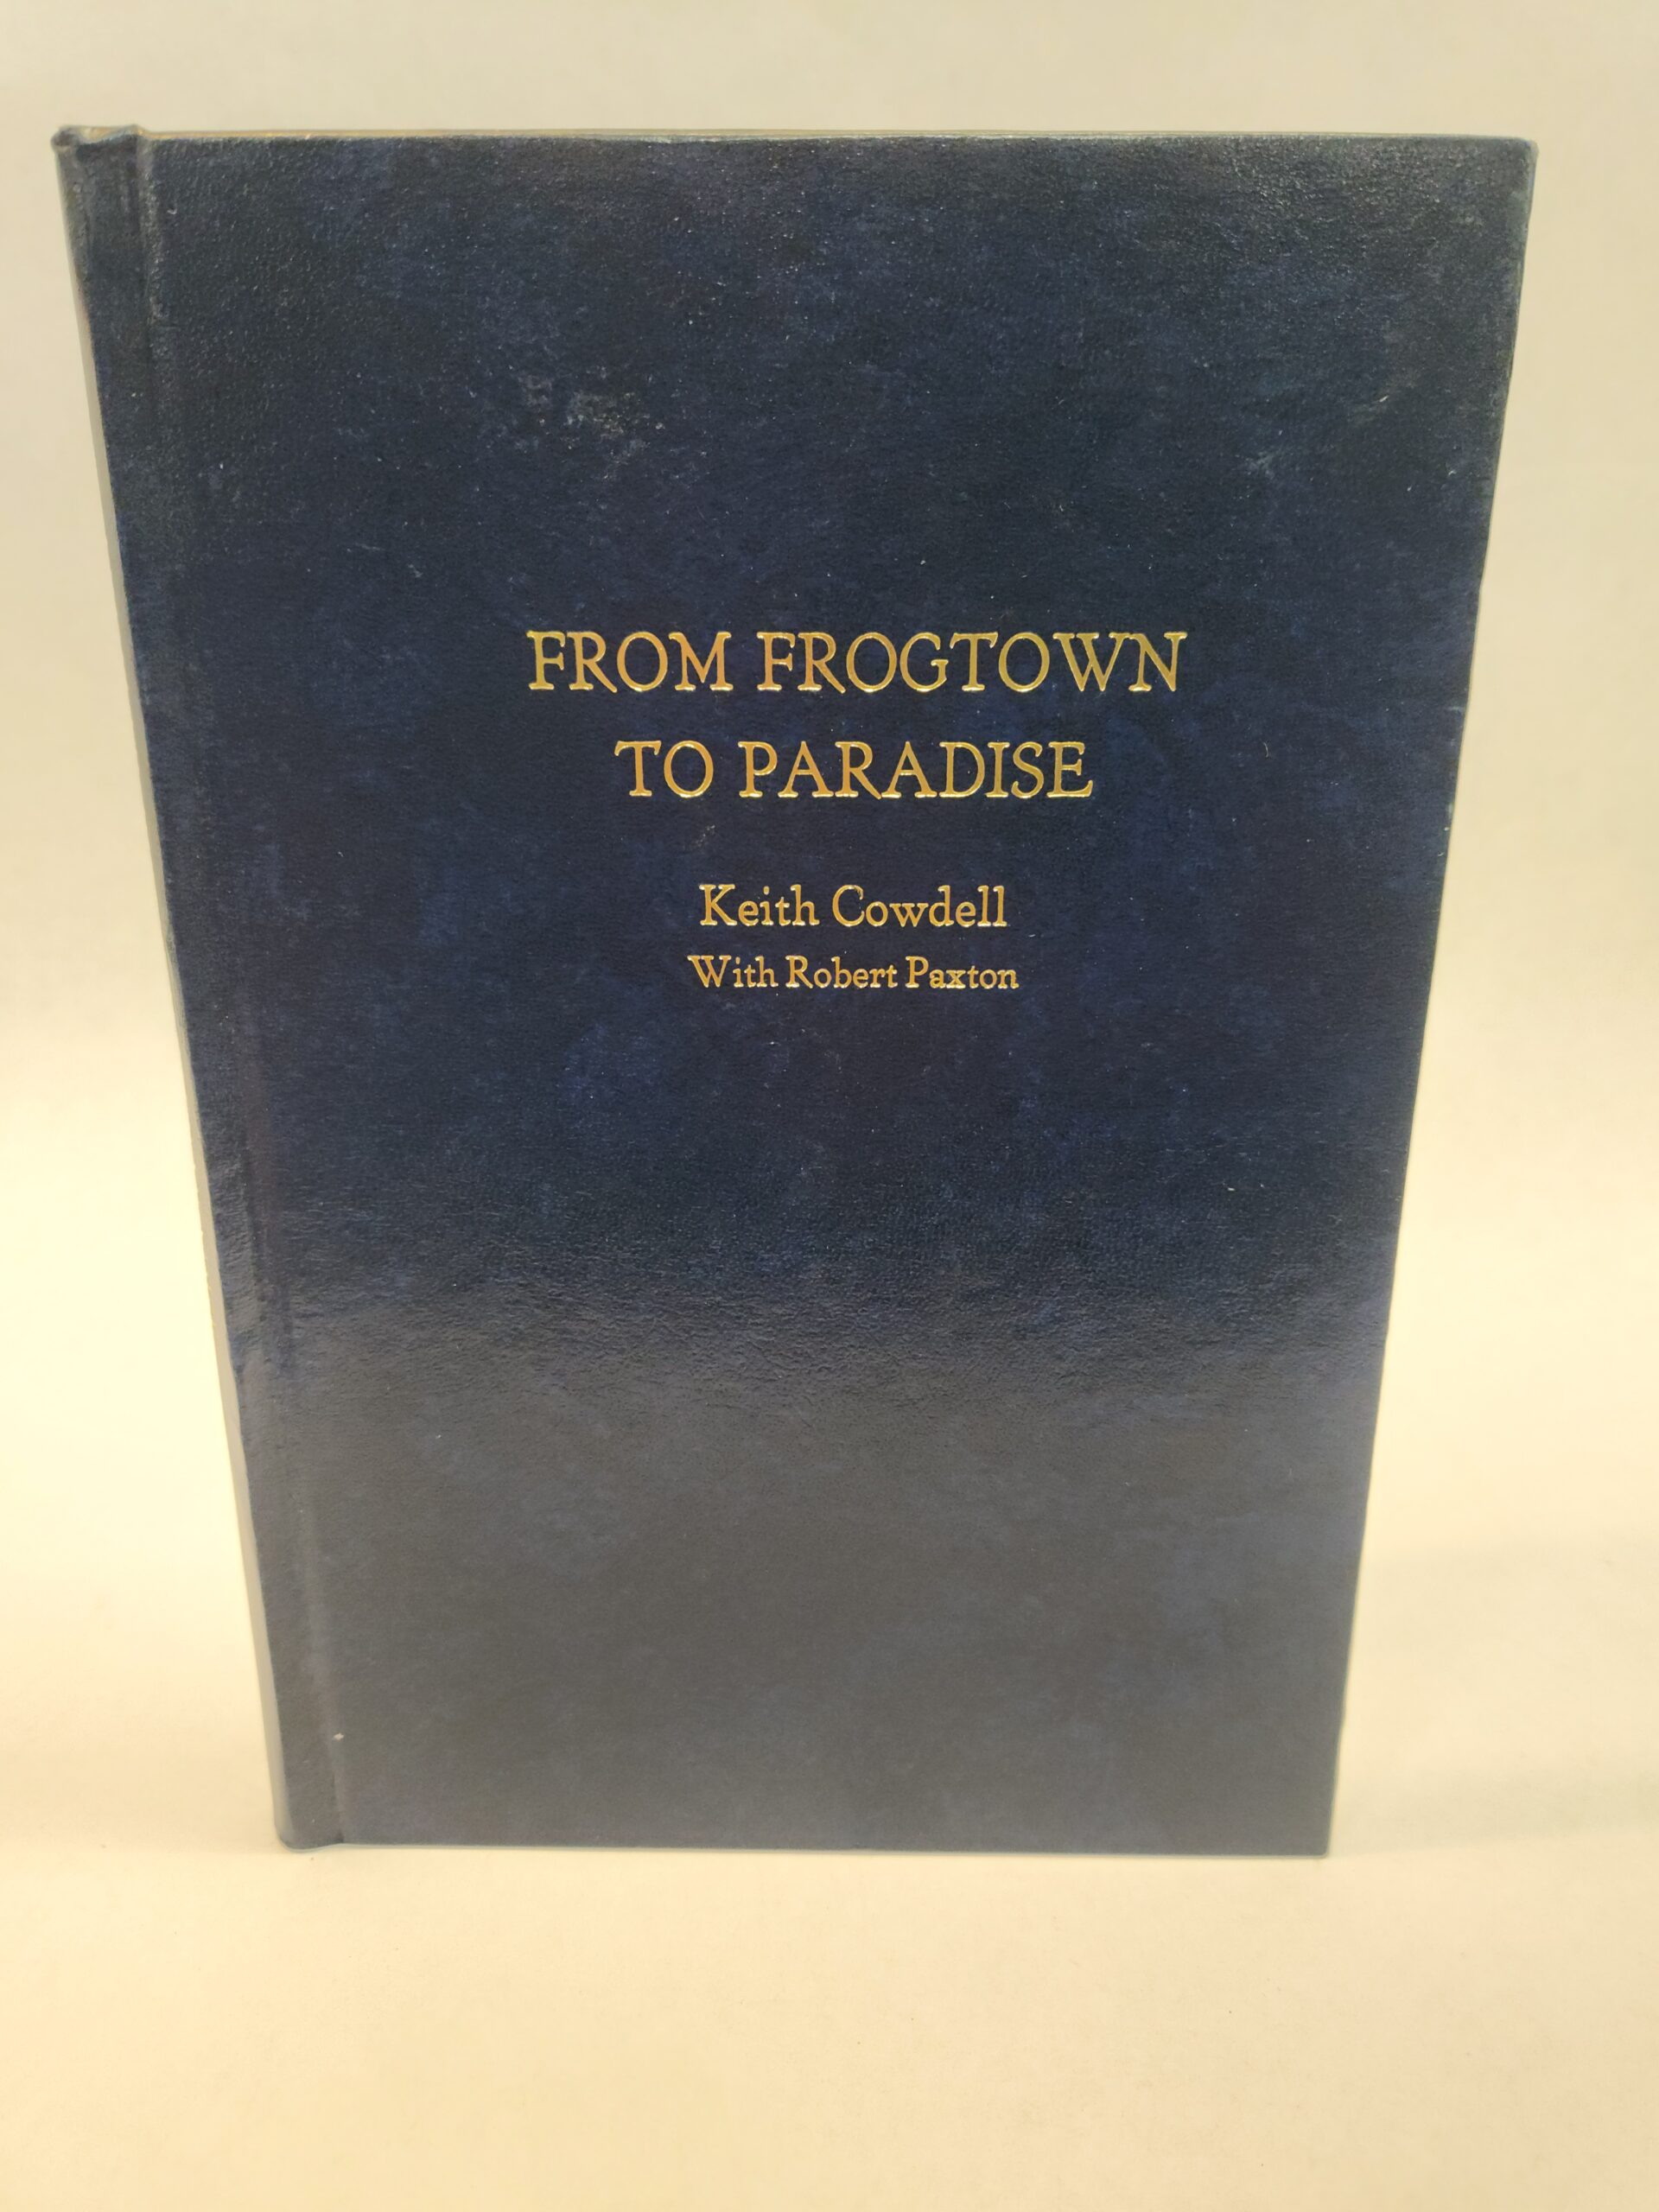 FROM FROGTOWN
TO PARADISE
Keith Cowdell
With Robert Paxton